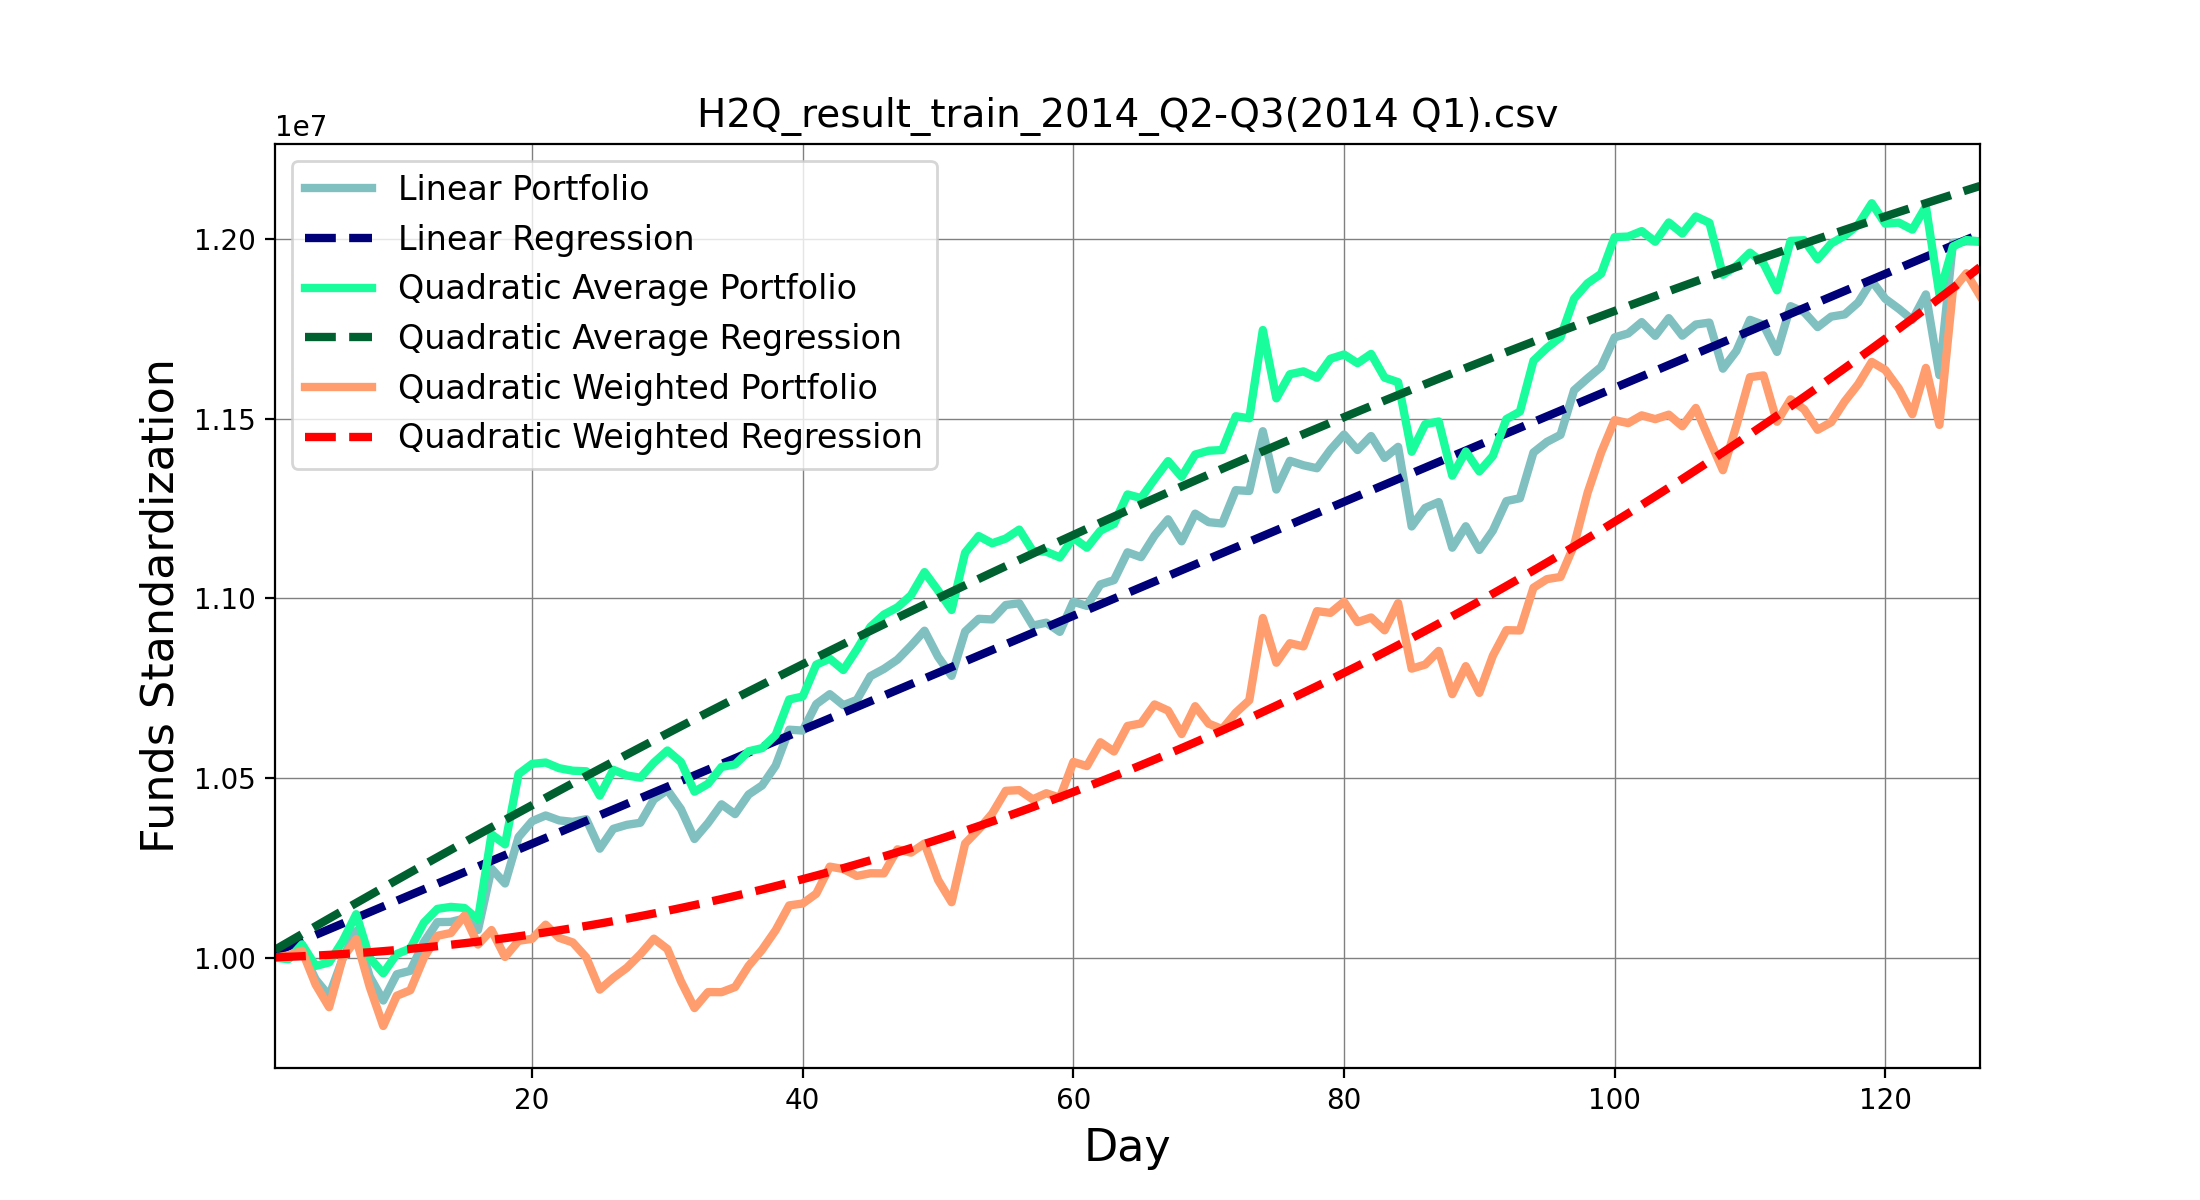 H2Q_result_train_2014_Q2-Q3(2014 Q1).csv
1e7
Linear Portfolio
Linear Regression
Quadratic Average Portfolio
Quadratic Average Regression
Quadratic Weighted Portfolio
Quadratic Weighted Regression
Funds Standardization
1.20
1.15
1.10
1.05
1.00
20 40 60 80 100 120
Day